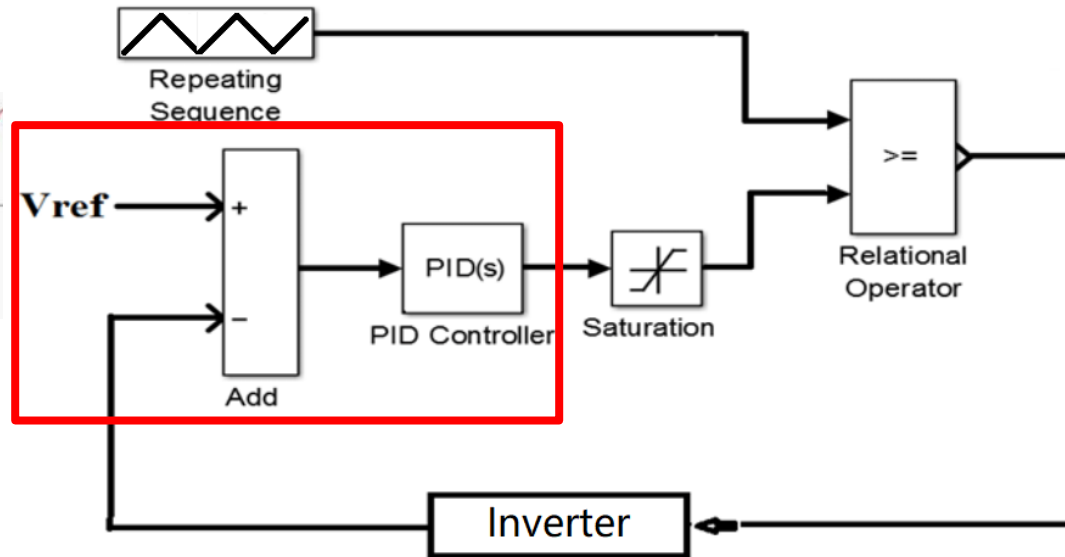 Repeating
Sequence
Vref
+
−
Add
PID(s)
PID Controller
Saturation
>=
Relational
Operator
Inverter